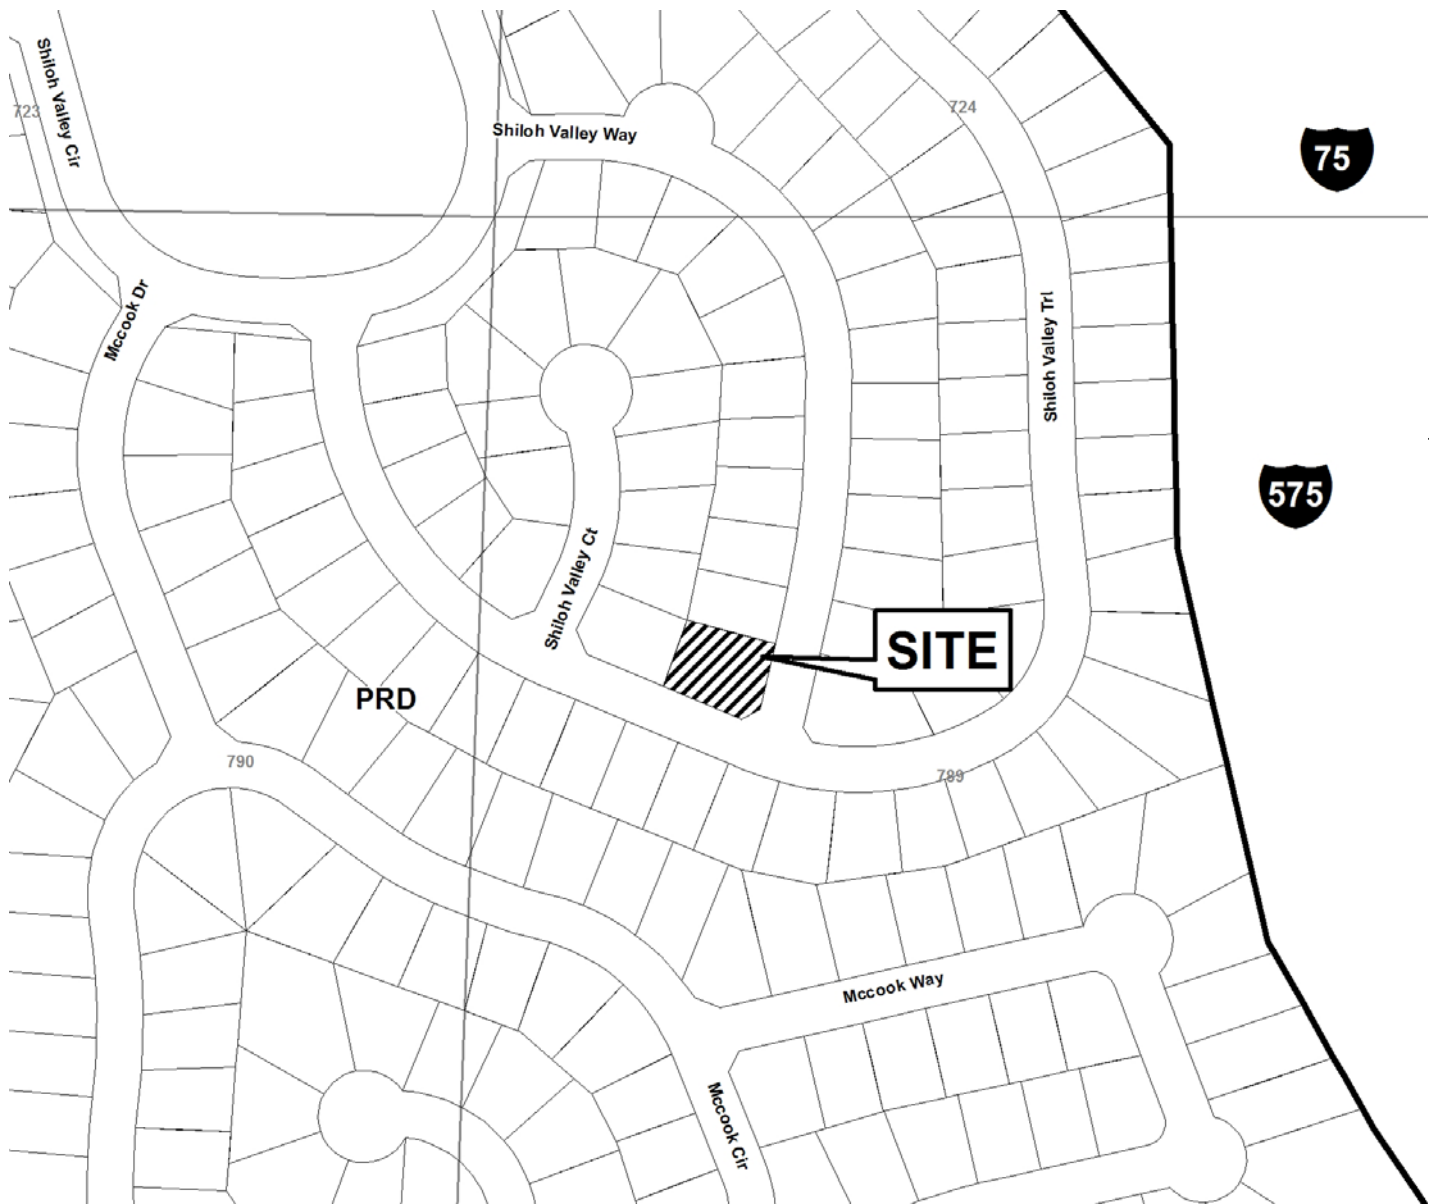 Shiloh Valley Cir
723
Shiloh Valley Way
724
75
Mccook Dr
Shiloh Valley Trl
575
Shiloh Valley Ct
SITE
PRD
790
789
Mccook Way
Mccook Cir